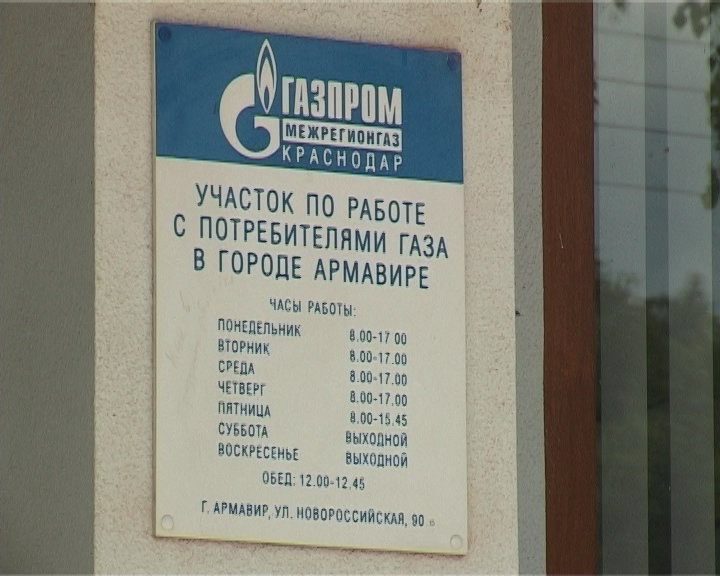 ГАЗПРОМ
МЕЖРЕГИОНГАЗ
КРАСНОДАР
УЧАСТОК ПО РАБОТЕ
С ПОТРЕБИТЕЛЯМИ ГАЗА
В ГОРОДЕ АРМАВИРЕ
ЧАСЫ РАБОТЫ:
ПОНЕДЕЛЬНИК 8.00-17 00
ВТОРНИК 8.00-17.00
СРЕДА 8.00-17.00
ЧЕТВЕРГ 8.00-17.00
ПЯТНИЦА 8.00-15.45
СУББОТА ВЫХОДНОЙ
ВОСКРЕСЕНЬЕ ВЫХОДНОЙ
ОБЕД: 12.00-12.45
Г. АРМАВИР, УЛ. НОВОРОССИЙСКАЯ, 90